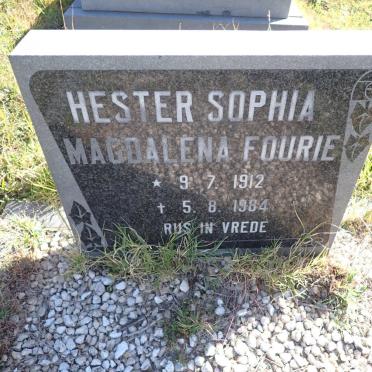 HESTER SOPHIA
MAGDALENA FOURIE
* 9. 7. 1912
† 5. 8. 1984
RUS IN VREDE